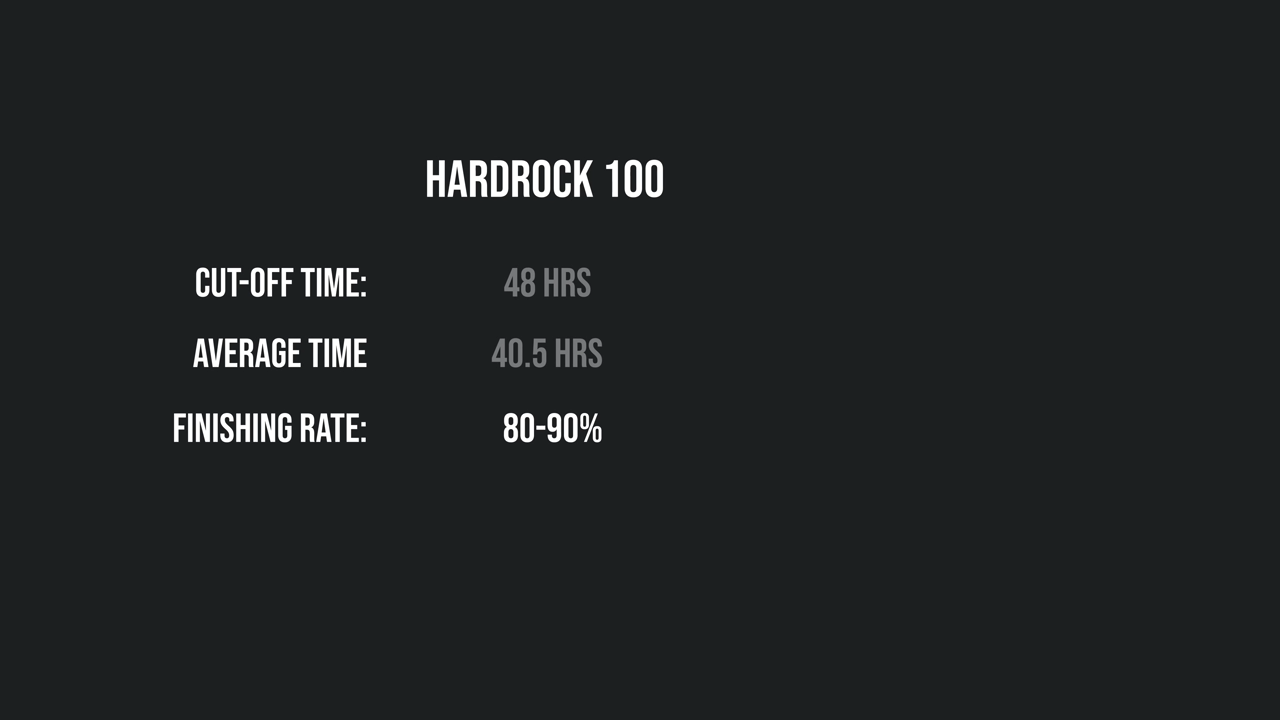 HARDROCK 100
CUT-OFF TIME: 48 HRS
AVERAGE TIME 40.5 HRS
FINISHING RATE: 80-90%